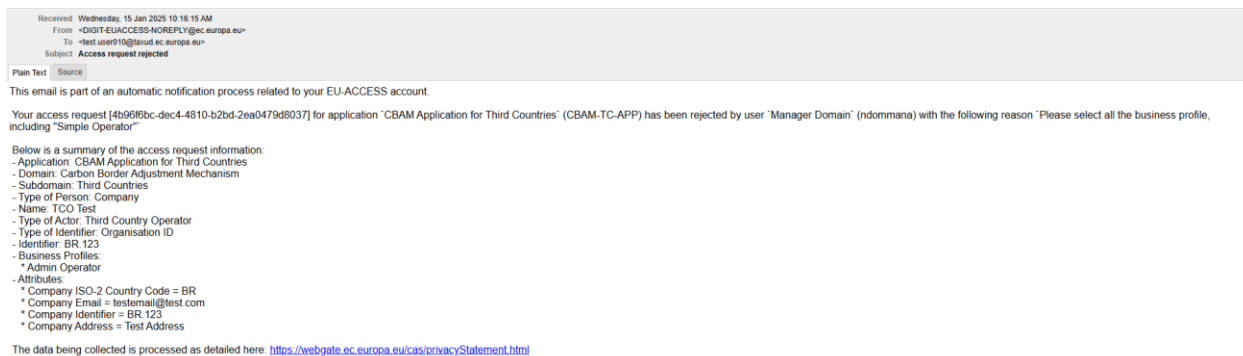 Received Wednesday, 15 Jan 2025 10:16:15 AM
From <DIGIT-EUACCESS-NOREPLY@ec.europa.eu>
To <test.user010@taxud.ec.europa.eu>
Subject Access request rejected
Plain Text Source
This email is part of an automatic notification process related to your EU-ACCESS account.
Your access request [4b96f6bc-dec4-4810-b2bd-2ea0479d8037] for application `CBAM Application for Third Countries` (CBAM-TC-APP) has been rejected by user `Manager Domain` (ndommana) with the following reason `Please select all the business profile,
including "Simple Operator"`
Below is a summary of the access request information:
- Application: CBAM Application for Third Countries
- Domain: Carbon Border Adjustment Mechanism
- Subdomain: Third Countries
- Type of Person: Company
- Name: TCO Test
- Type of Actor: Third Country Operator
- Type of Identifier: Organisation ID
- Identifier: BR.123
- Business Profiles:
* Admin Operator
- Attributes:
* Company ISO-2 Country Code = BR
* Company Email = testemail@test.com
* Company Identifier = BR.123
* Company Address = Test Address
The data being collected is processed as detailed here: https://webgate.ec.europa.eu/cas/privacyStatement.html